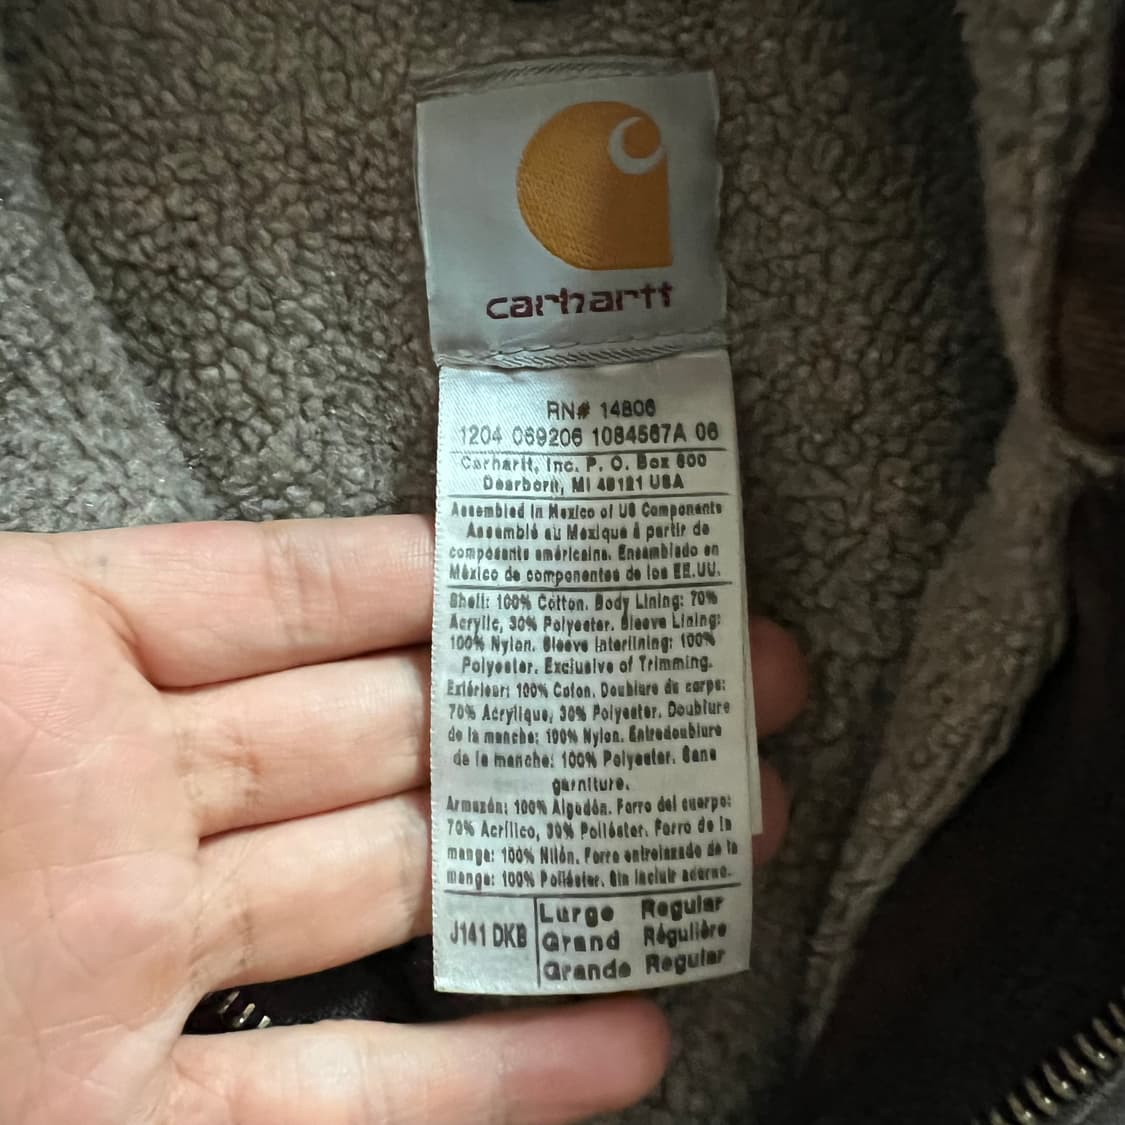 carhartt
RN# 14806
1204 069206 1084567A 06
Carhartt, Inc. P. O. Box 600
Dearborn, MI 48121 USA
Assembled in Mexico of US Components
Assemblé au Mexique à partir de
composants américains. Ensamblado en
México de componentes de los EE.UU.
Shell: 100% Cotton. Body Lining: 70%
Acrylic, 30% Polyester. Sleeve Lining:
100% Nylon. Sleeve Interlining: 100%
Polyester. Exclusive of Trimming.
Extérieur: 100% Coton. Doublure du corps:
70% Acrylique, 30% Polyester. Doublure
de la manche: 100% Nylon. Entredoublure
de la manche: 100% Polyester. Sans
garniture.
Armazón: 100% Algodón. Forro del cuerpo:
70% Acrílico, 30% Poliéster. Forro de la
manga: 100% Nilón. Forro entrelazado de la
manga: 100% Poliéster. Sin incluir adorno.
J141 DKB
Large Regular
Grand Régulière
Grande Regular